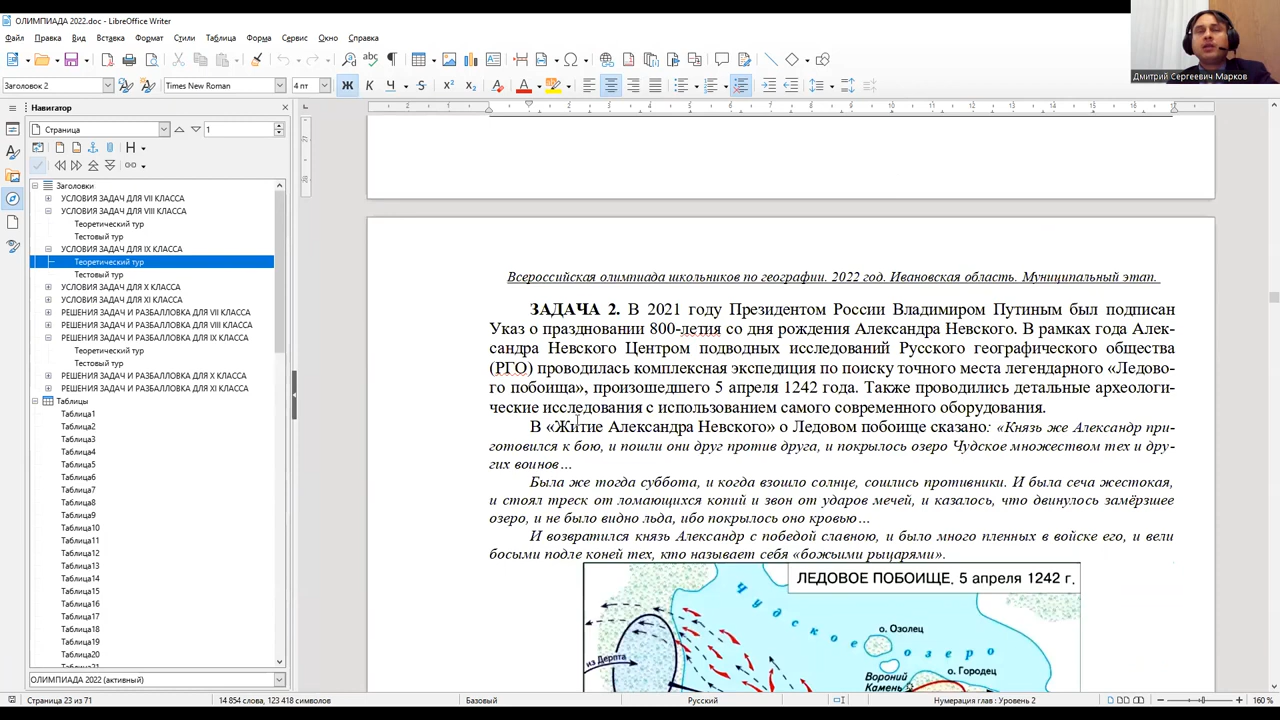 ОЛИМПИАДА 2022.doc - LibreOffice Writer
Файл Правка Вид Вставка Формат Стили Таблица Форма Сервис Окно Справка
Дмитрий Сергеевич Марков
Заголовок 2 Times New Roman 4 пт Ж К Ч
Навигатор
Страница 1
Заголовки
УСЛОВИЯ ЗАДАЧ ДЛЯ VII КЛАССА
УСЛОВИЯ ЗАДАЧ ДЛЯ VIII КЛАССА
Теоретический тур
Тестовый тур
УСЛОВИЯ ЗАДАЧ ДЛЯ IX КЛАССА
Теоретический тур
Тестовый тур
УСЛОВИЯ ЗАДАЧ ДЛЯ X КЛАССА
УСЛОВИЯ ЗАДАЧ ДЛЯ XI КЛАССА
РЕШЕНИЯ ЗАДАЧ И РАЗБАЛЛОВКА ДЛЯ VII КЛАССА
РЕШЕНИЯ ЗАДАЧ И РАЗБАЛЛОВКА ДЛЯ VIII КЛАССА
РЕШЕНИЯ ЗАДАЧ И РАЗБАЛЛОВКА ДЛЯ IX КЛАССА
Теоретический тур
Тестовый тур
РЕШЕНИЯ ЗАДАЧ И РАЗБАЛЛОВКА ДЛЯ X КЛАССА
РЕШЕНИЯ ЗАДАЧ И РАЗБАЛЛОВКА ДЛЯ XI КЛАССА
Таблицы
Таблица1
Таблица2
Таблица3
Таблица4
Таблица5
Таблица6
Таблица7
Таблица8
Таблица9
Таблица10
Таблица11
Таблица12
Таблица13
Таблица14
Таблица15
Таблица16
Таблица17
Таблица18
Таблица19
Таблица20
ОЛИМПИАДА 2022 (активный)
Всероссийская олимпиада школьников по географии. 2022 год. Ивановская область. Муниципальный этап.
ЗАДАЧА 2. В 2021 году Президентом России Владимиром Путиным был подписан
Указ о праздновании 800-летия со дня рождения Александра Невского. В рамках года Алек-
сандра Невского Центром подводных исследований Русского географического общества
(РГО) проводилась комплексная экспедиция по поиску точного места легендарного «Ледово-
го побоища», произошедшего 5 апреля 1242 года. Также проводились детальные археологи-
ческие исследования с использованием самого современного оборудования.
В «Житие Александра Невского» о Ледовом побоище сказано: «Князь же Александр при-
готовился к бою, и пошли они друг против друга, и покрылось озеро Чудское множеством тех и дру-
гих воинов…
Была же тогда суббота, и когда взошло солнце, сошлись противники. И была сеча жестокая,
и стоял треск от ломающихся копий и звон от ударов мечей, и казалось, что двинулось замёрзшее
озеро, и не было видно льда, ибо покрылось оно кровью…
И возвратился князь Александр с победой славною, и было много пленных в войске его, и вели
босыми подле коней тех, кто называет себя «божьими рыцарями».
ЛЕДОВОЕ ПОБОИЩЕ. 5 апреля 1242 г.
Чудское озеро
о. Озолец
из Дерпта
о. Городец
Вороний
Камень
Страница 23 из 71 14 854 слова, 123 418 символов Базовый Русский Нумерация глав : Уровень 2 160 %